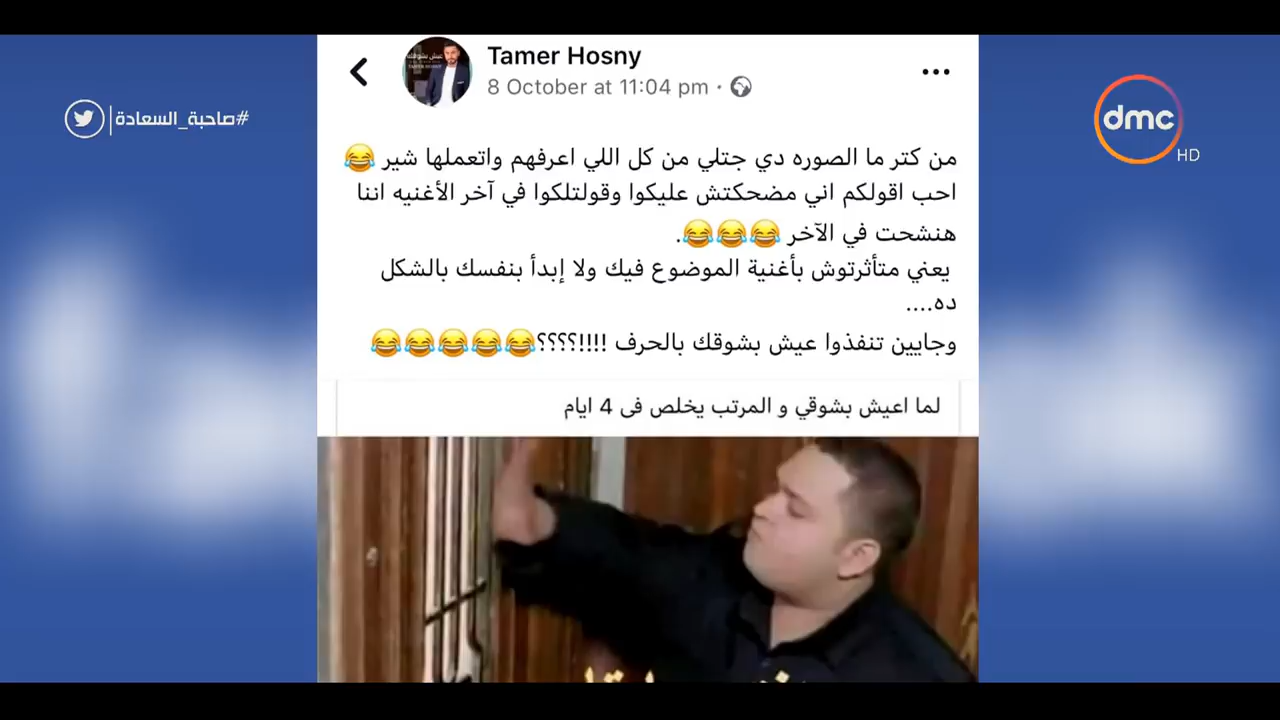 Tamer Hosny
8 October at 11:04 pm ·
#صاحبة_السعادة
dmc
HD
من كتر ما الصوره دي جتلي من كل اللي اعرفهم واتعملها شير 😂
احب اقولكم اني مضحكتش عليكوا وقولتلكوا في آخر الأغنيه اننا
هنشحت في الآخر 😂😂😂.
يعني متأثرتوش بأغنية الموضوع فيك ولا إبدأ بنفسك بالشكل
ده....
وجايين تنفذوا عيش بشوقك بالحرف !!!!؟؟؟؟😂😂😂😂😂
لما اعيش بشوقي و المرتب يخلص فى 4 ايام